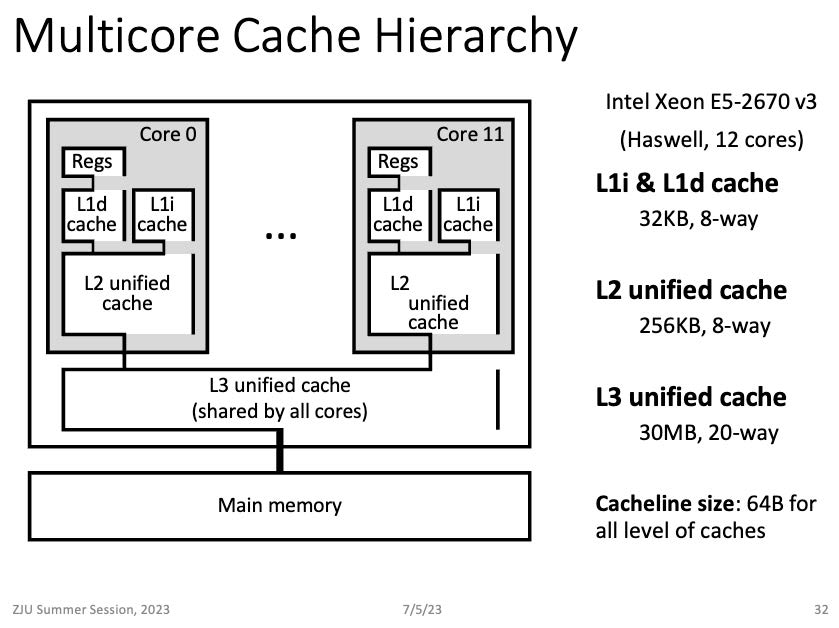 Multicore Cache Hierarchy
Core 0
Regs
L1d
cache
L1i
cache
L2 unified
cache
...
Core 11
Regs
L1d
cache
L1i
cache
L2
unified
cache
L3 unified cache
(shared by all cores)
Main memory
Intel Xeon E5-2670 v3
(Haswell, 12 cores)
L1i & L1d cache
32KB, 8-way
L2 unified cache
256KB, 8-way
L3 unified cache
30MB, 20-way
Cacheline size: 64B for
all level of caches
ZJU Summer Session, 2023
7/5/23
32